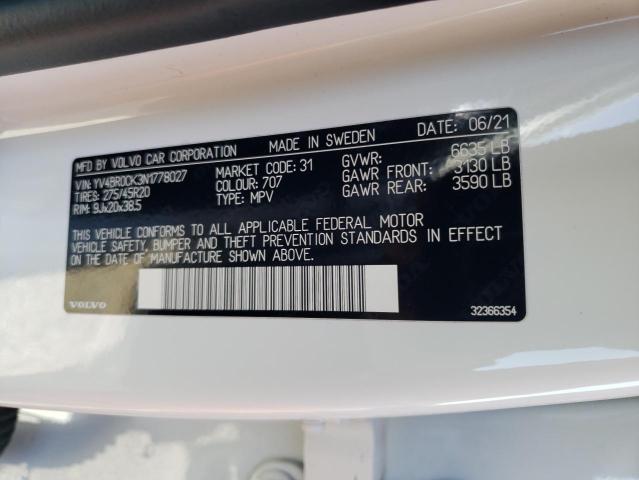 MFD BY VOLVO CAR CORPORATION MADE IN SWEDEN DATE: 06/21
VIN: YV4BR0CK3N1778027 MARKET CODE: 31 GVWR: 6635 LB
TIRES: 275/45R20 COLOUR: 707 GAWR FRONT: 3130 LB
RIM: 9Jx20x38.5 TYPE: MPV GAWR REAR: 3590 LB
THIS VEHICLE CONFORMS TO ALL APPLICABLE FEDERAL MOTOR
VEHICLE SAFETY, BUMPER AND THEFT PREVENTION STANDARDS IN EFFECT
ON THE DATE OF MANUFACTURE SHOWN ABOVE.
VOLVO 32366354